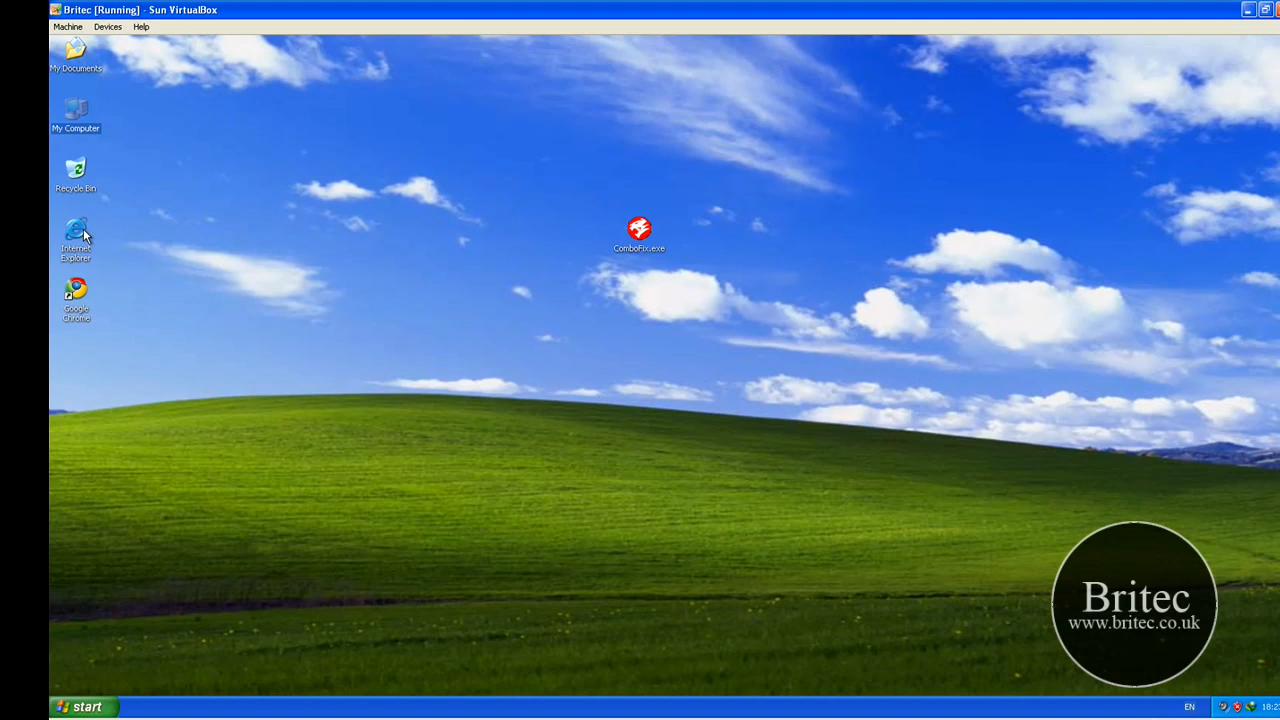 Britec [Running] - Sun VirtualBox
Machine Devices Help
My Documents
My Computer
Recycle Bin
Internet
Explorer
Google
Chrome
ComboFix.exe
Britec
www.britec.co.uk
start
EN